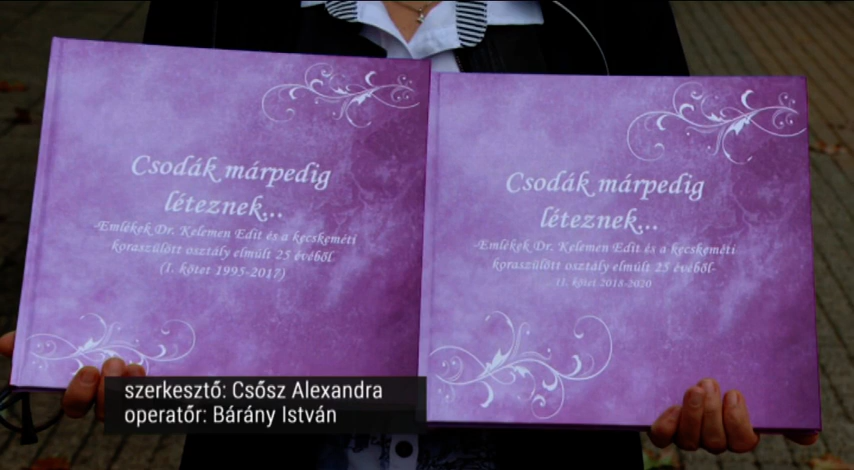 Csodák márpedig
léteznek...
-Emlékek Dr. Kelemen Edit és a kecskeméti
koraszülött osztály elmúlt 25 évéből
(I. kötet 1995-2017)
Csodák márpedig
léteznek...
-Emlékek Dr. Kelemen Edit és a kecskeméti
koraszülött osztály elmúlt 25 évéből-
II. kötet 2018-2020
szerkesztő: Csősz Alexandra
operatőr: Bárány István